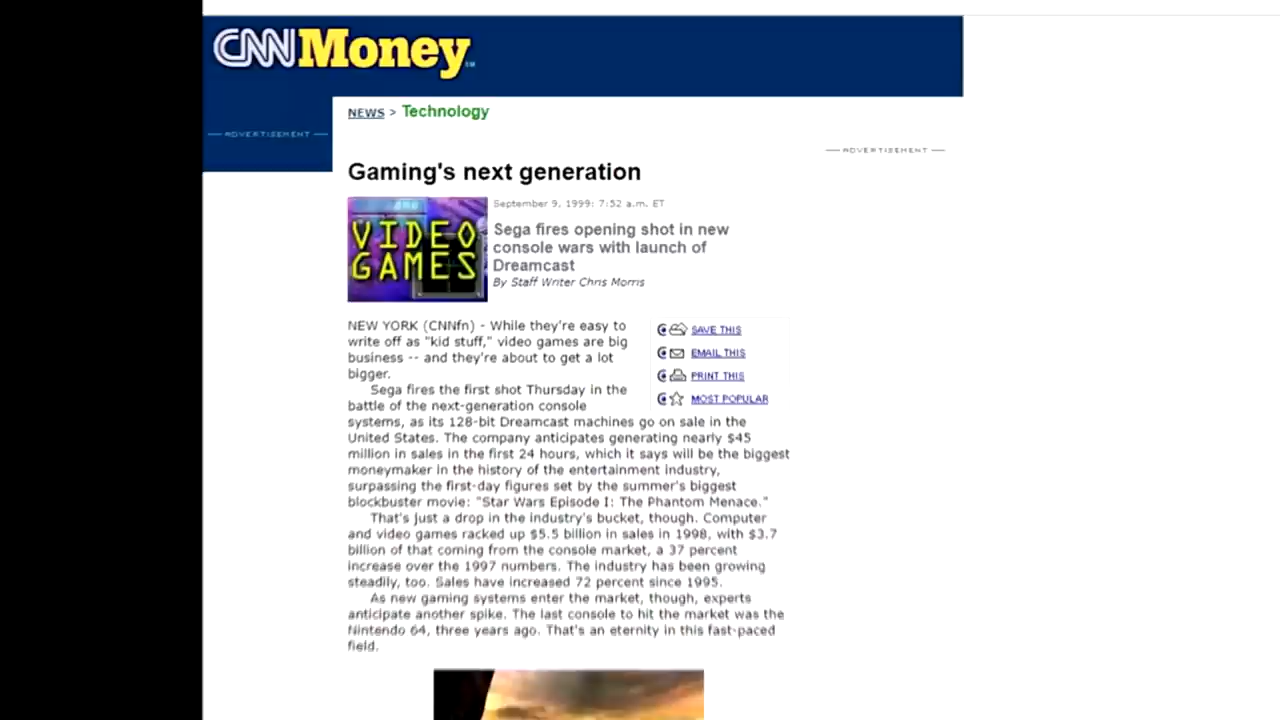 CNNMoney™
NEWS > Technology
ADVERTISEMENT
ADVERTISEMENT
Gaming's next generation
VIDEO
GAMES
September 9, 1999: 7:52 a.m. ET
Sega fires opening shot in new
console wars with launch of
Dreamcast
By Staff Writer Chris Morris
NEW YORK (CNNfn) - While they're easy to
write off as "kid stuff," video games are big
business -- and they're about to get a lot
bigger.
SAVE THIS
EMAIL THIS
PRINT THIS
MOST POPULAR
Sega fires the first shot Thursday in the
battle of the next-generation console
systems, as its 128-bit Dreamcast machines go on sale in the
United States. The company anticipates generating nearly $45
million in sales in the first 24 hours, which it says will be the biggest
moneymaker in the history of the entertainment industry,
surpassing the first-day figures set by the summer's biggest
blockbuster movie: "Star Wars Episode I: The Phantom Menace."
That's just a drop in the industry's bucket, though. Computer
and video games racked up $5.5 billion in sales in 1998, with $3.7
billion of that coming from the console market, a 37 percent
increase over the 1997 numbers. The industry has been growing
steadily, too. Sales have increased 72 percent since 1995.
As new gaming systems enter the market, though, experts
anticipate another spike. The last console to hit the market was the
Nintendo 64, three years ago. That's an eternity in this fast-paced
field.